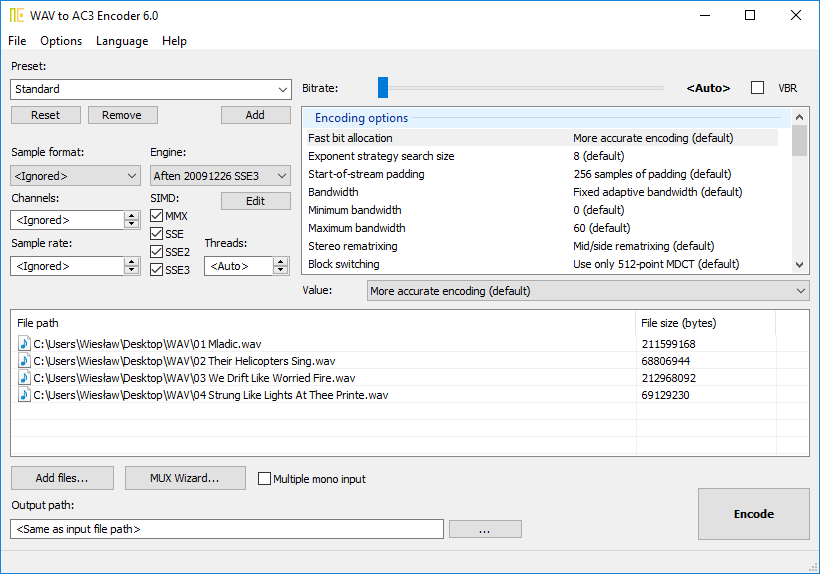 WAV to AC3 Encoder 6.0
File Options Language Help
Preset:
Standard
Bitrate: <Auto> VBR
Reset Remove Add
Encoding options
Fast bit allocation More accurate encoding (default)
Exponent strategy search size 8 (default)
Start-of-stream padding 256 samples of padding (default)
Bandwidth Fixed adaptive bandwidth (default)
Minimum bandwidth 0 (default)
Maximum bandwidth 60 (default)
Stereo rematrixing Mid/side rematrixing (default)
Block switching Use only 512-point MDCT (default)
Sample format: Engine:
<Ignored> Aften 20091226 SSE3
Channels: SIMD: Edit
<Ignored> MMX
SSE
Sample rate: SSE2 Threads:
<Ignored> SSE3 <Auto>
Value: More accurate encoding (default)
File path File size (bytes)
C:\Users\Wiesław\Desktop\WAV\01 Mladic.wav 211599168
C:\Users\Wiesław\Desktop\WAV\02 Their Helicopters Sing.wav 68806944
C:\Users\Wiesław\Desktop\WAV\03 We Drift Like Worried Fire.wav 212968092
C:\Users\Wiesław\Desktop\WAV\04 Strung Like Lights At Thee Printe.wav 69129230
Add files... MUX Wizard... Multiple mono input
Output path:
<Same as input file path> ...
Encode